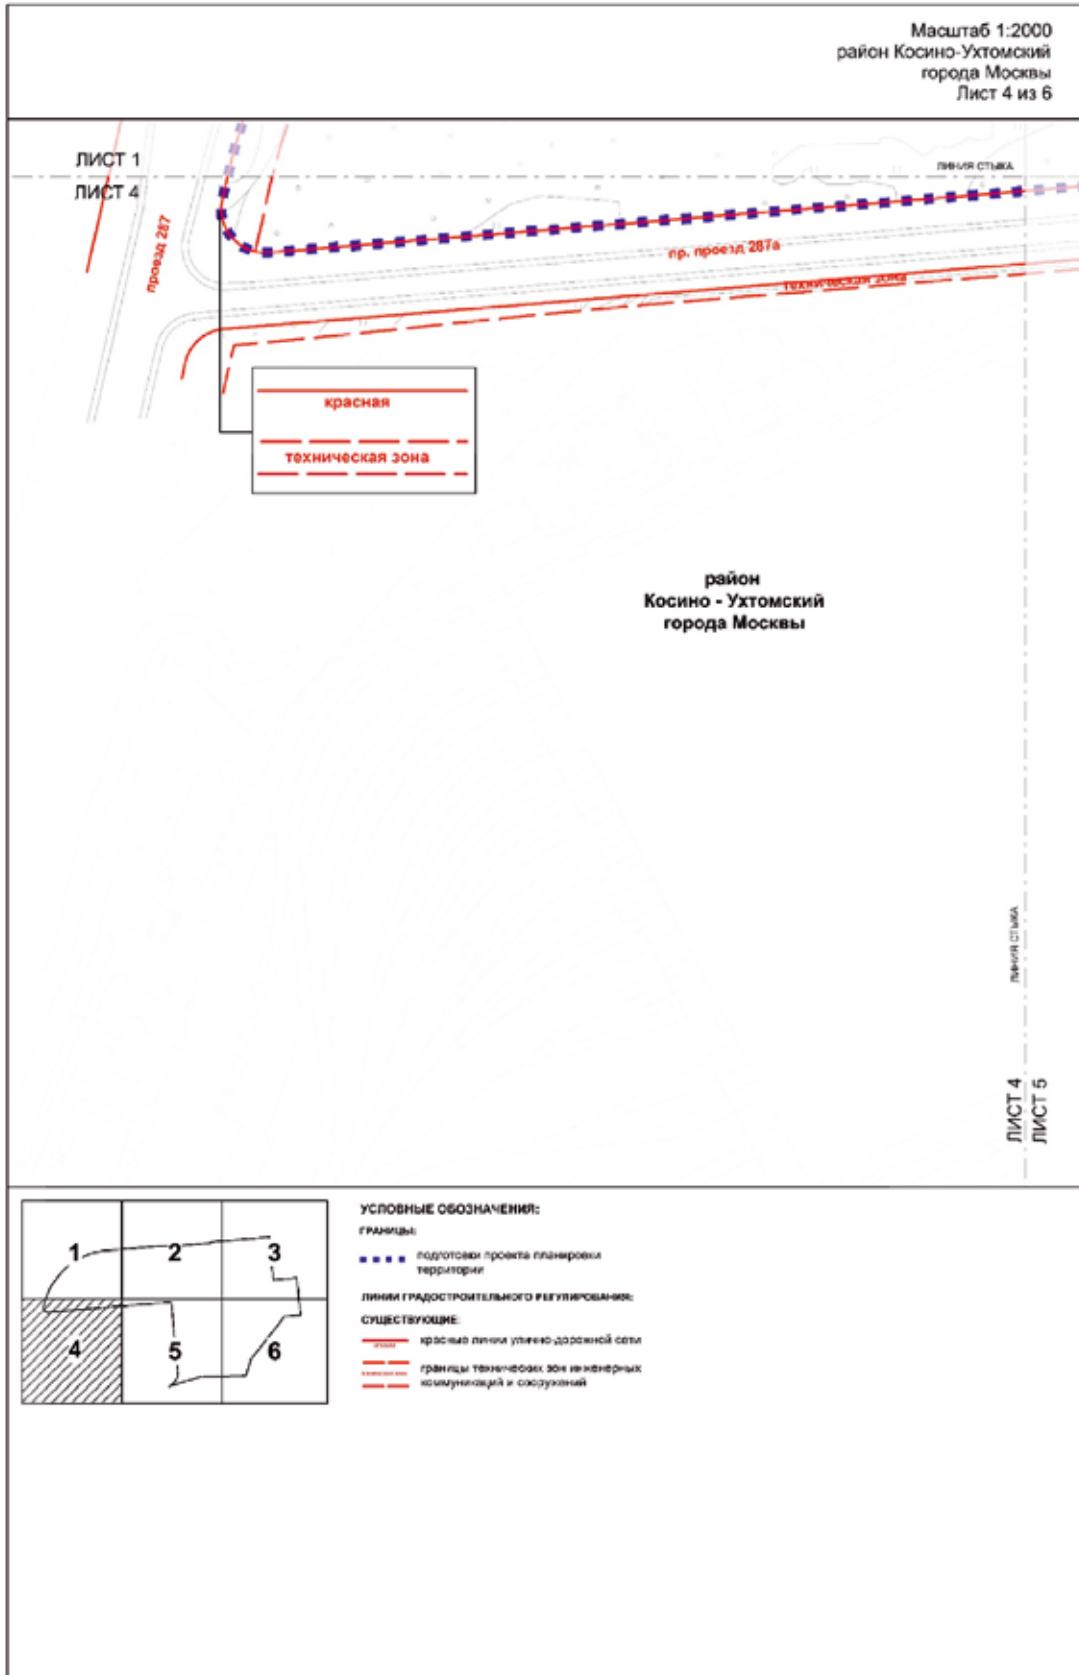 Масштаб 1:2000
район Косино-Ухтомский
города Москвы
Лист 4 из 6
ЛИСТ 1
ЛИСТ 4
ЛИНИЯ СТЫКА
проезд 287
пр. проезд 287а
техническая зона
красная
техническая зона
район
Косино - Ухтомский
города Москвы
ЛИНИЯ СТЫКА
ЛИСТ 4
ЛИСТ 5
1
2
3
4
5
6
УСЛОВНЫЕ ОБОЗНАЧЕНИЯ:
ГРАНИЦЫ:
подготовки проекта планировки
территории
ЛИНИИ ГРАДОСТРОИТЕЛЬНОГО РЕГУЛИРОВАНИЯ:
СУЩЕСТВУЮЩИЕ:
красные линии улично-дорожной сети
границы технических зон инженерных
коммуникаций и сооружений